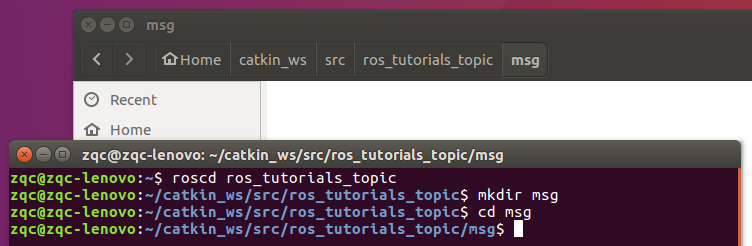 msg
Home catkin_ws src ros_tutorials_topic msg
Recent
Home
zqc@zqc-lenovo: ~/catkin_ws/src/ros_tutorials_topic/msg
zqc@zqc-lenovo:~$ roscd ros_tutorials_topic
zqc@zqc-lenovo:~/catkin_ws/src/ros_tutorials_topic$ mkdir msg
zqc@zqc-lenovo:~/catkin_ws/src/ros_tutorials_topic$ cd msg
zqc@zqc-lenovo:~/catkin_ws/src/ros_tutorials_topic/msg$